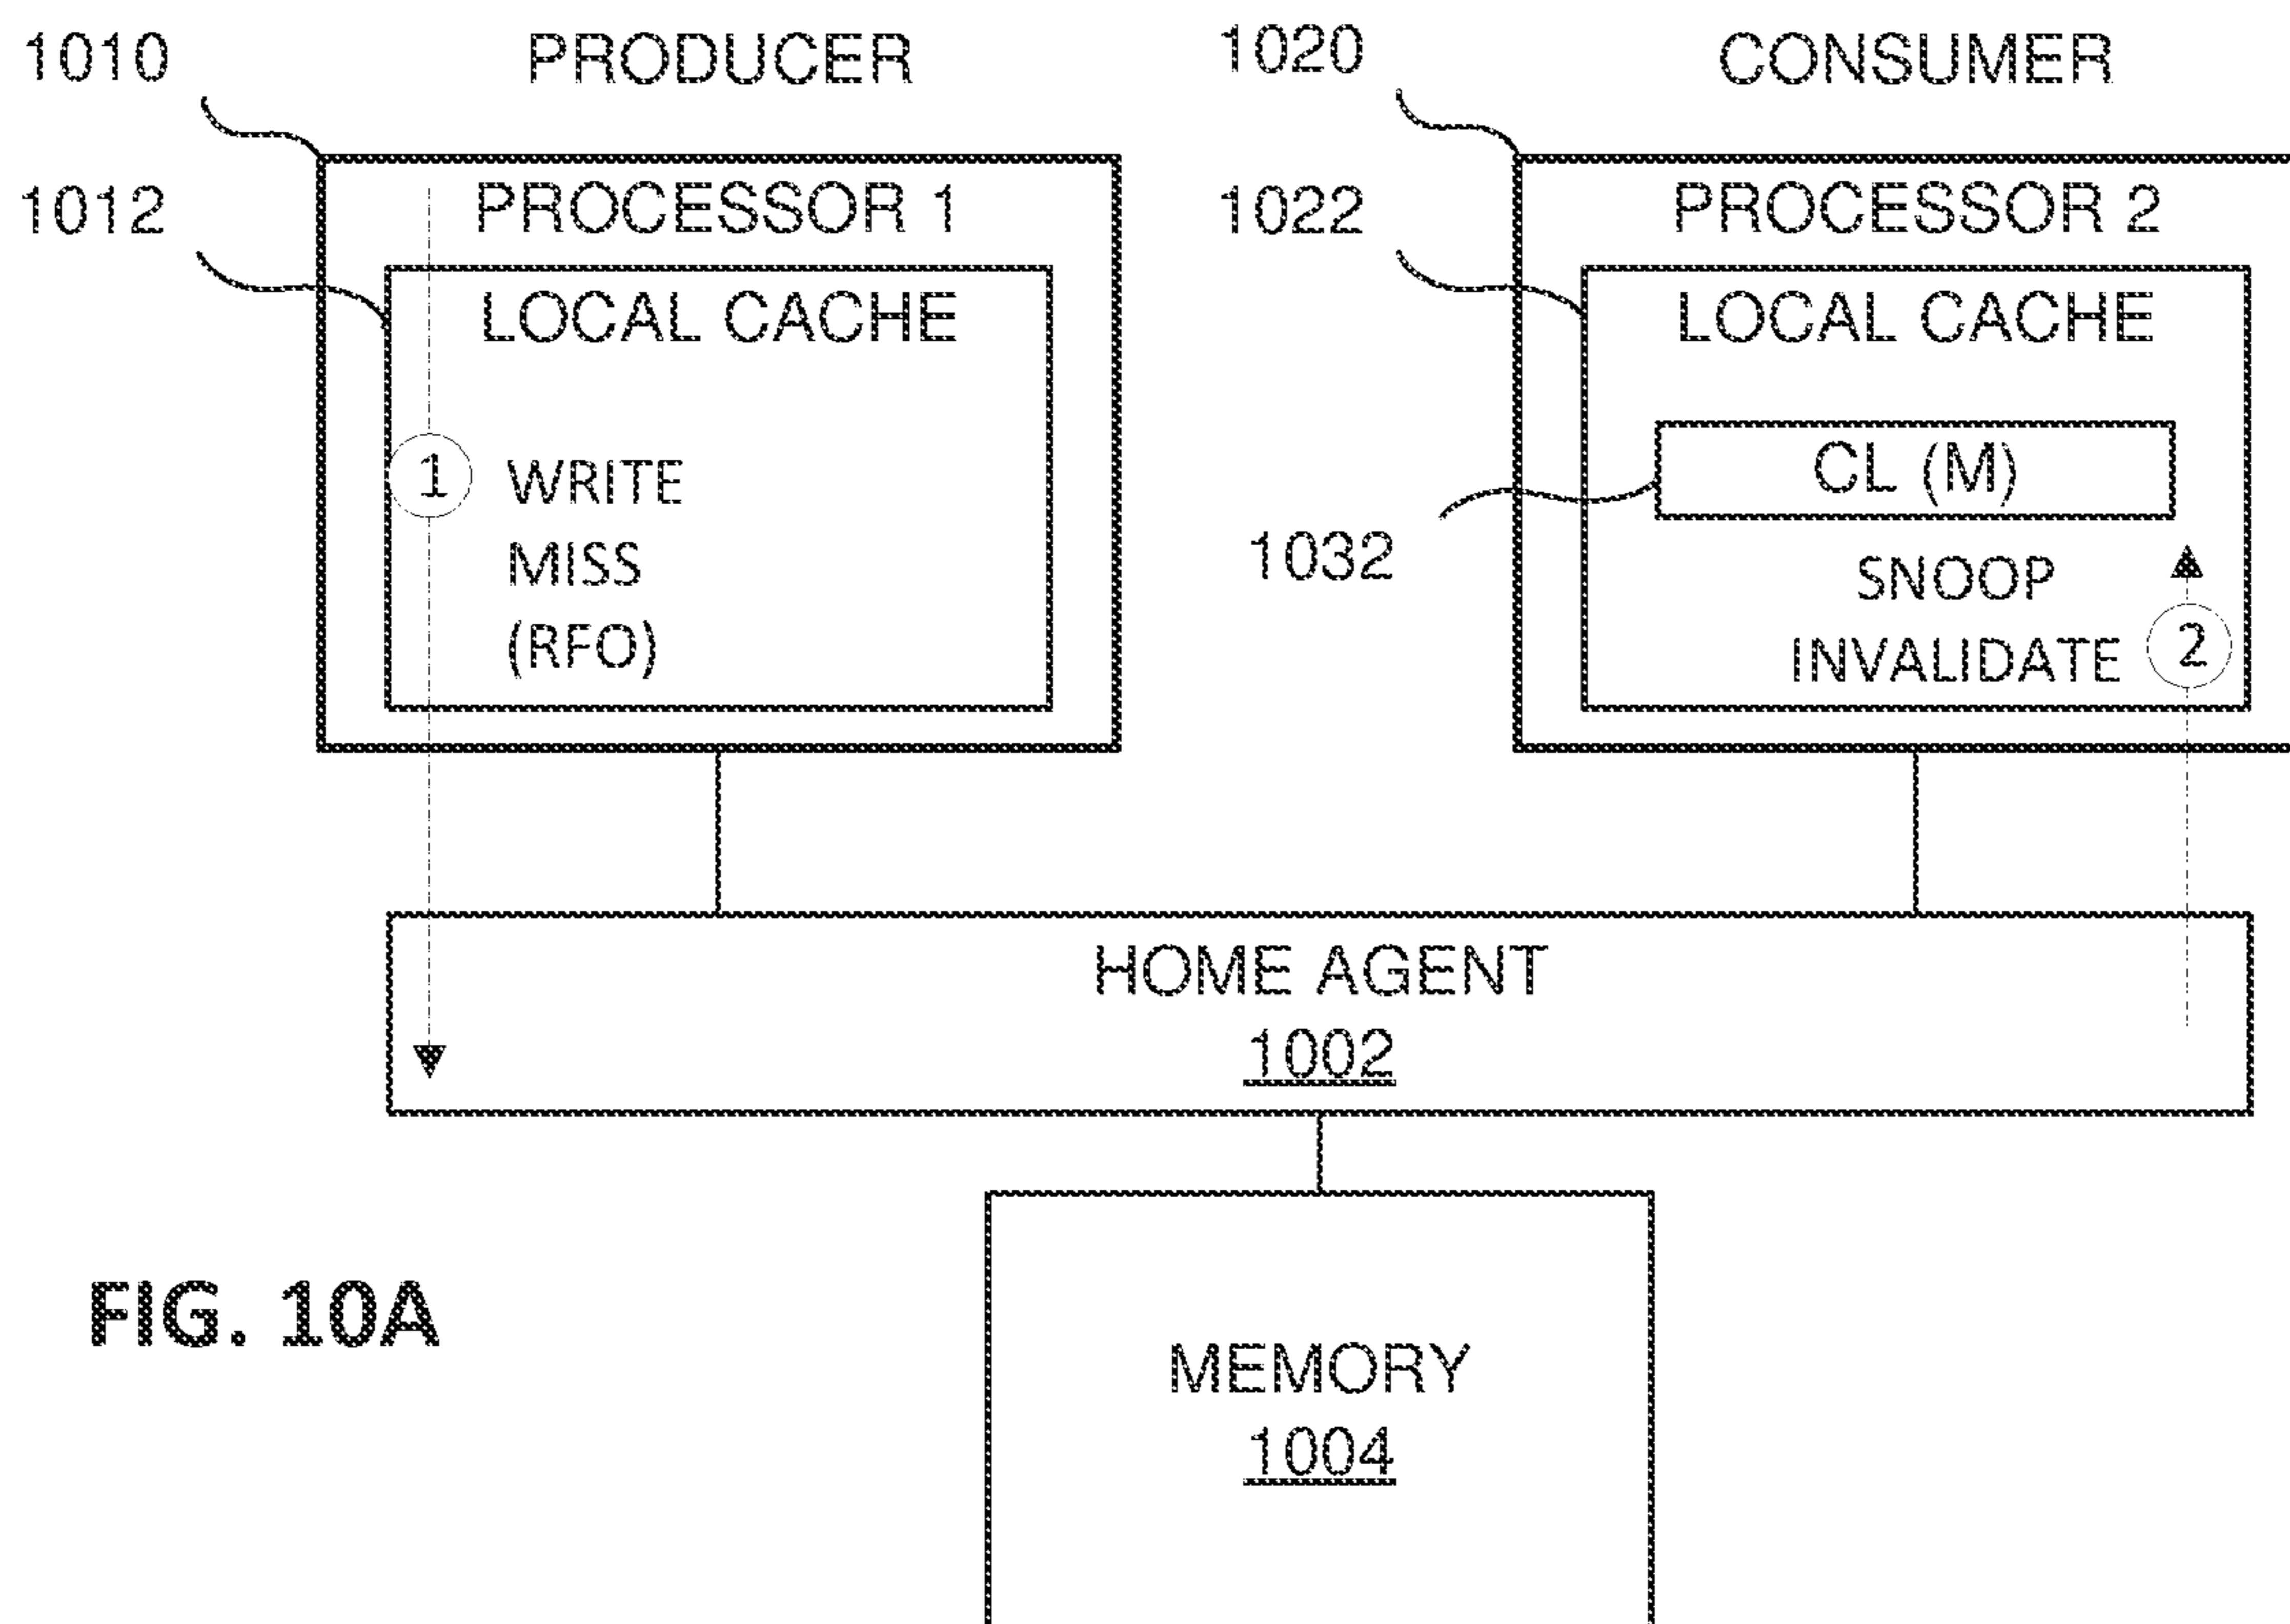 1010
PRODUCER
1020
CONSUMER
1012
PROCESSOR 1
1022
PROCESSOR 2
LOCAL CACHE
LOCAL CACHE
1
WRITE
MISS
(RFO)
CL (M)
1032
SNOOP
INVALIDATE
2
HOME AGENT
1002
FIG. 10A
MEMORY
1004